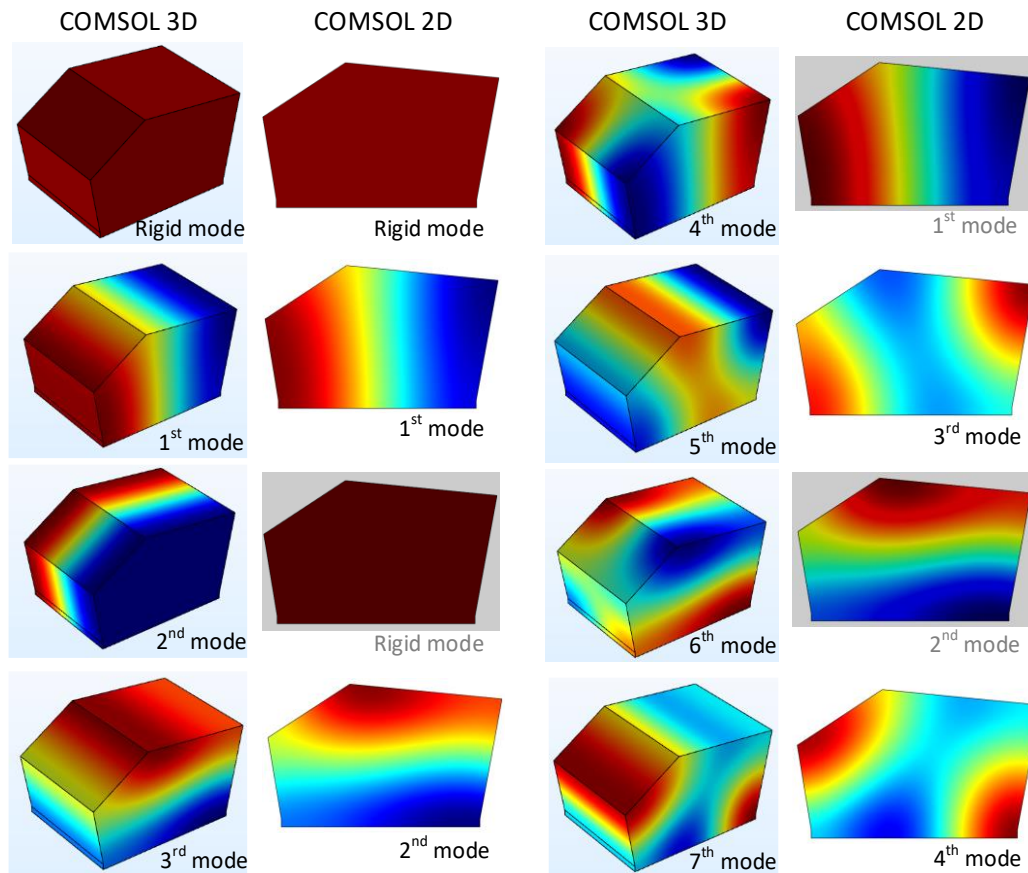 COMSOL 3D COMSOL 2D COMSOL 3D COMSOL 2D
Rigid mode Rigid mode 4th mode 1st mode
1st mode 1st mode 5th mode 3rd mode
2nd mode Rigid mode 6th mode 2nd mode
3rd mode 2nd mode 7th mode 4th mode